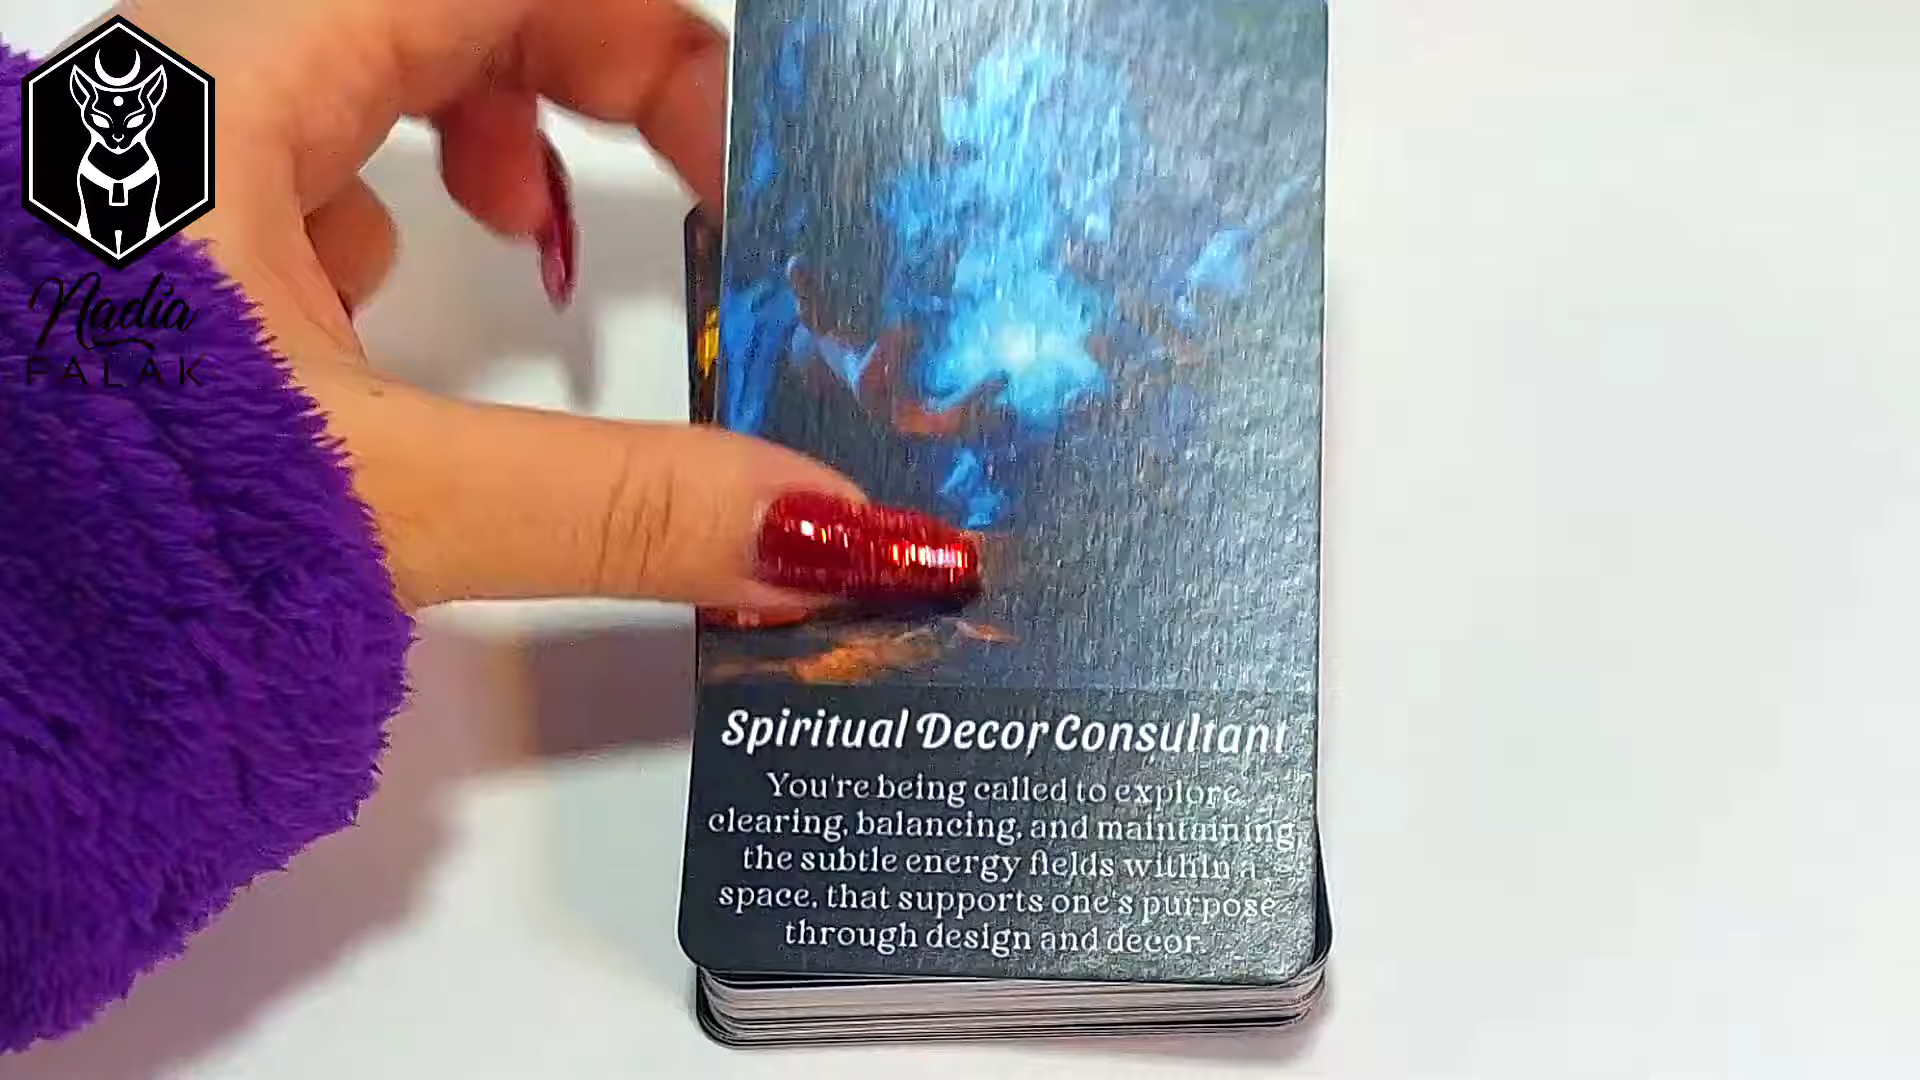 Nadia
FALAK
Spiritual Decor Consultant
You're being called to explore
clearing, balancing, and maintaining
the subtle energy fields within a
space, that supports one's purpose
through design and decor.